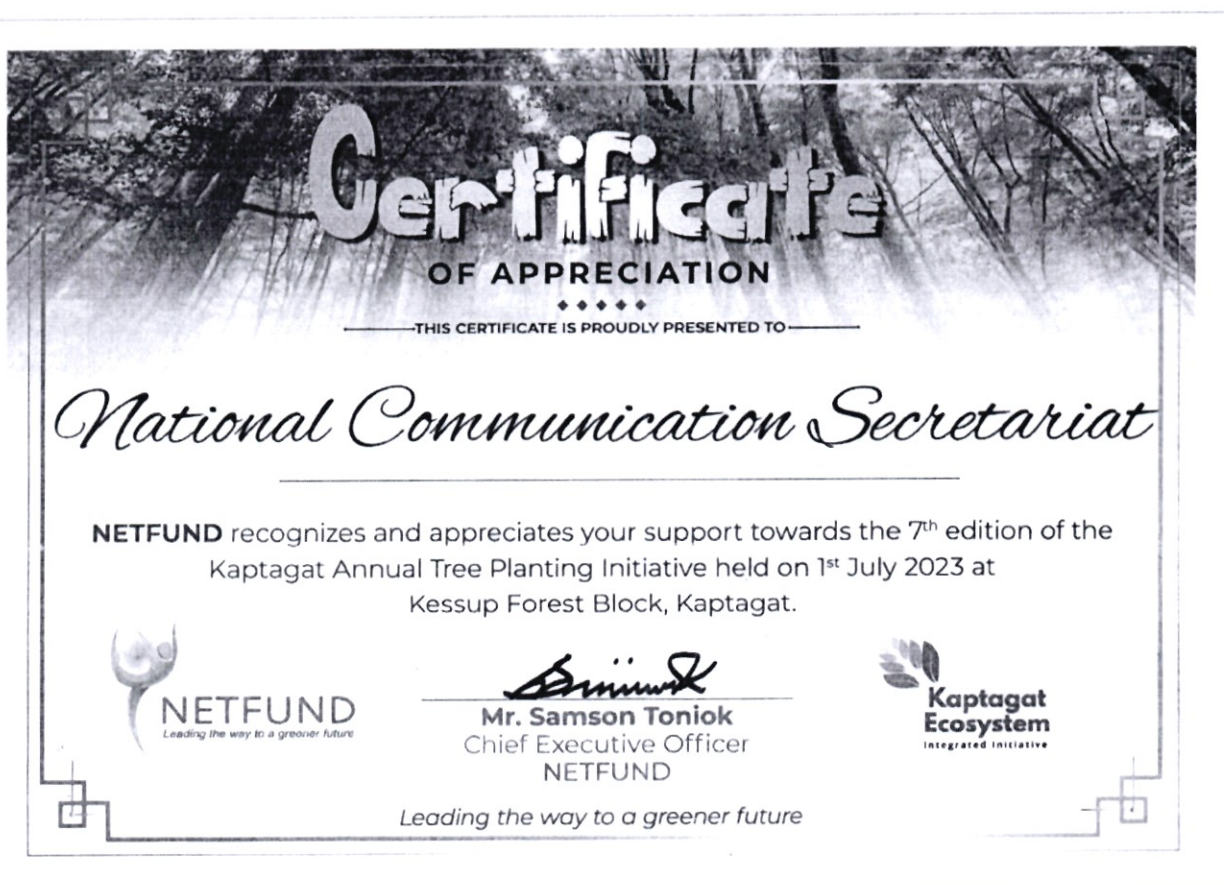 Certificate
OF APPRECIATION
THIS CERTIFICATE IS PROUDLY PRESENTED TO
National Communication Secretariat
NETFUND recognizes and appreciates your support towards the 7th edition of the
Kaptagat Annual Tree Planting Initiative held on 1st July 2023 at
Kessup Forest Block, Kaptagat.
NETFUND
Leading the way to a greener future
Mr. Samson Toniok
Chief Executive Officer
NETFUND
Kaptagat
Ecosystem
Integrated Initiative
Leading the way to a greener future